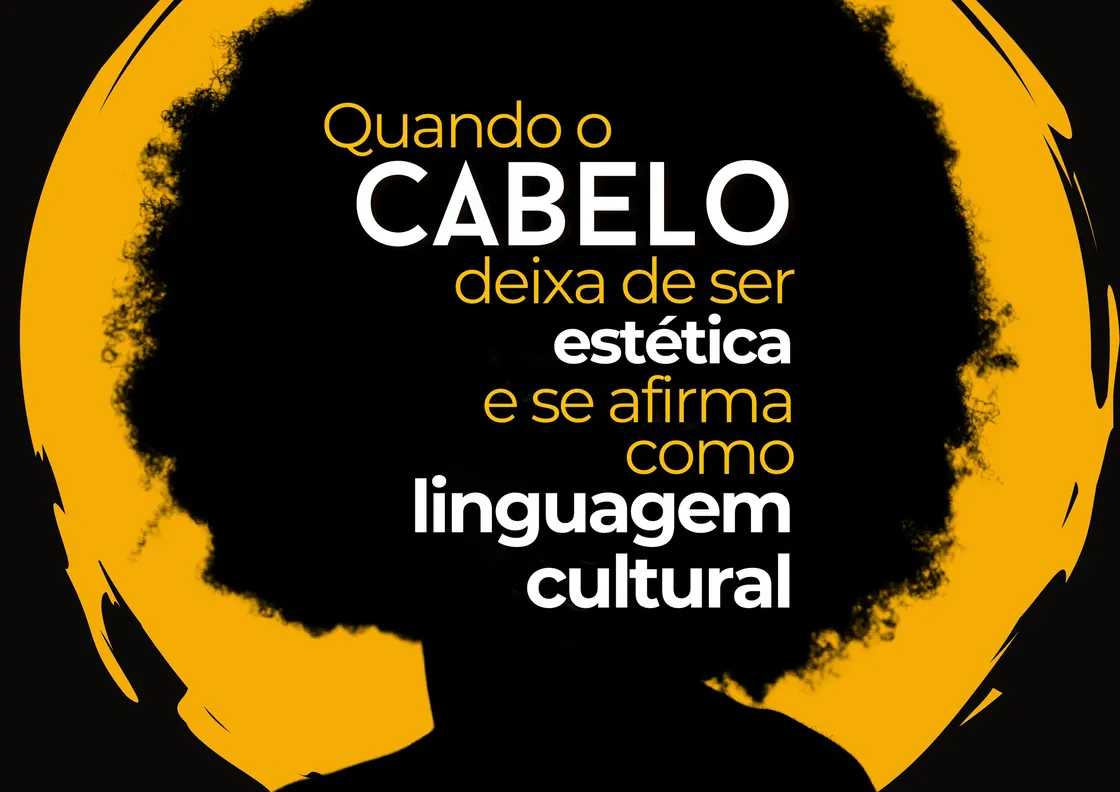 Quando o
CABELO
deixa de ser
estética
e se afirma
como
linguagem
cultural